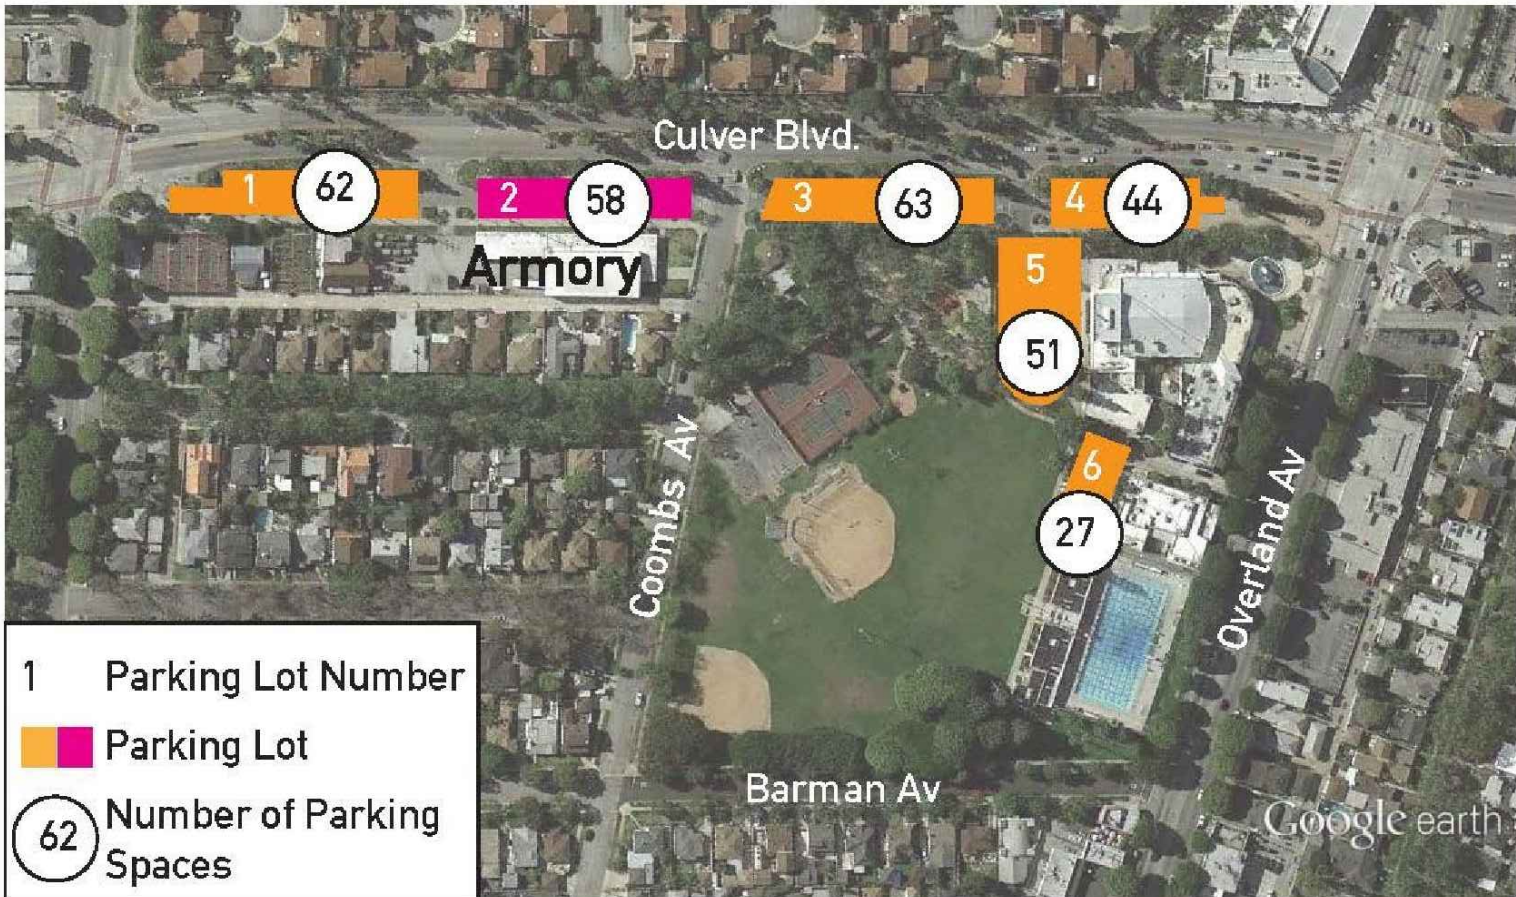 Culver Blvd.
1
62
2
58
3
63
4
44
Armory
5
51
6
27
Coombs Av
Overland Av
Barman Av
1 Parking Lot Number
Parking Lot
62 Number of Parking
Spaces
Google earth